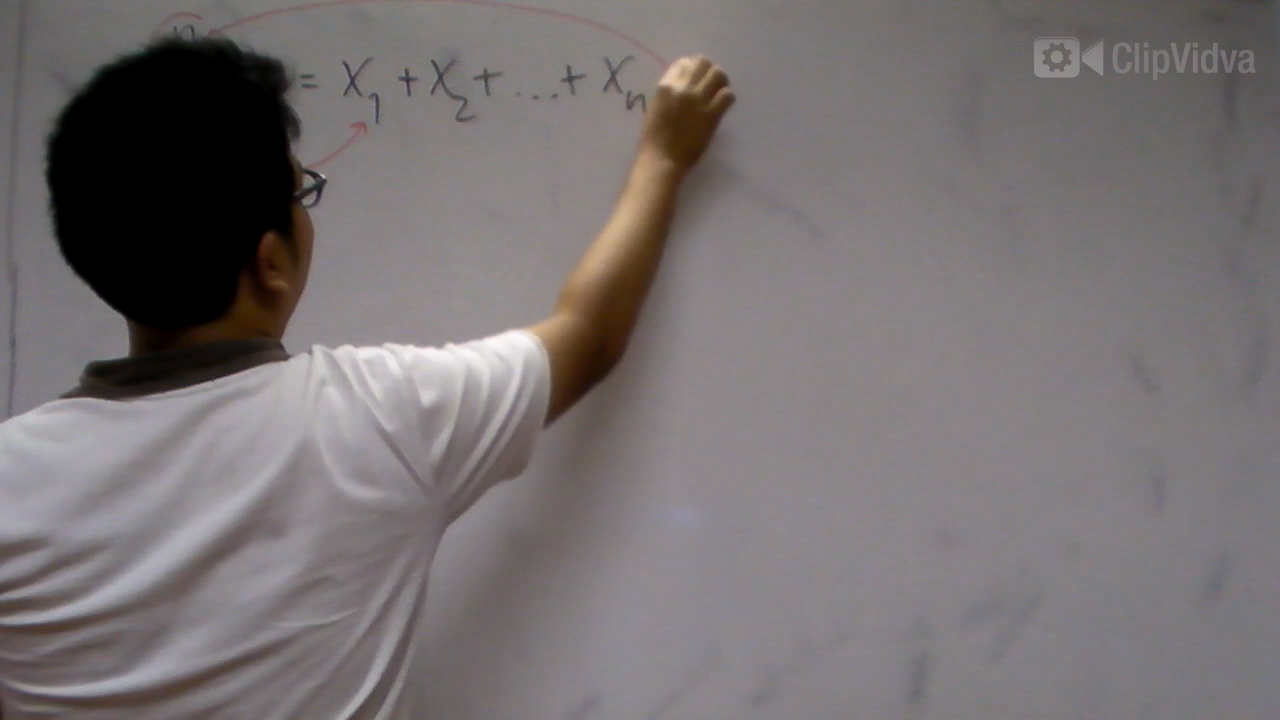 n
= X₁ + X₂ + ... + Xₙ
ClipVidva